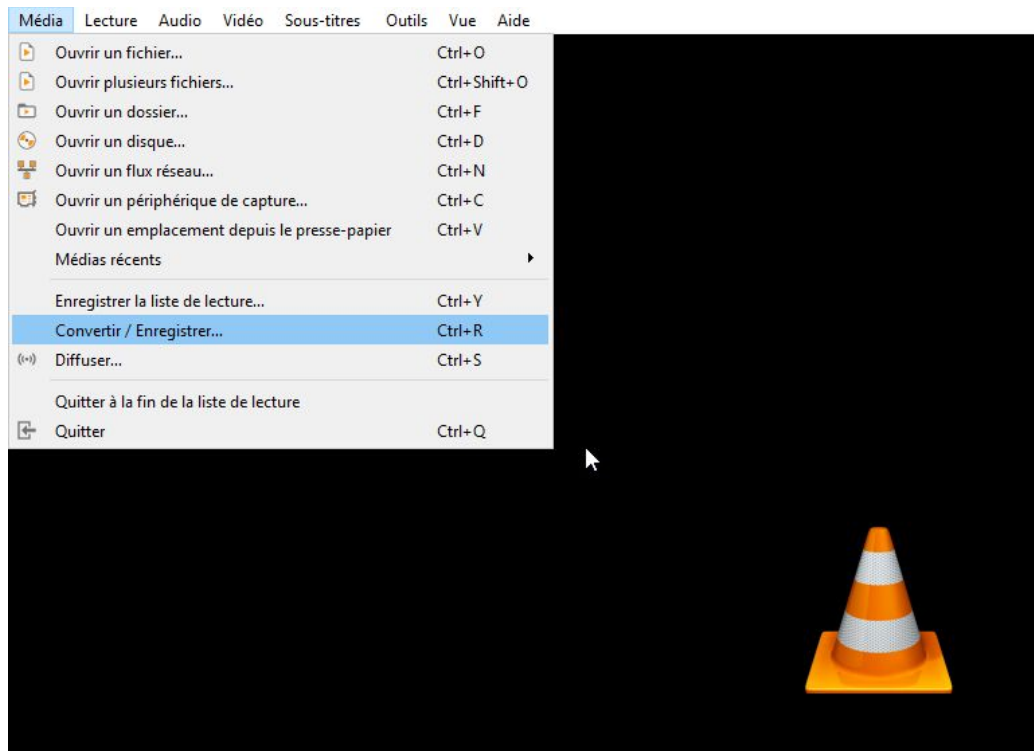 Média Lecture Audio Vidéo Sous-titres Outils Vue Aide
Ouvrir un fichier... Ctrl+O
Ouvrir plusieurs fichiers... Ctrl+Shift+O
Ouvrir un dossier... Ctrl+F
Ouvrir un disque... Ctrl+D
Ouvrir un flux réseau... Ctrl+N
Ouvrir un périphérique de capture... Ctrl+C
Ouvrir un emplacement depuis le presse-papier Ctrl+V
Médias récents
Enregistrer la liste de lecture... Ctrl+Y
Convertir / Enregistrer... Ctrl+R
Diffuser... Ctrl+S
Quitter à la fin de la liste de lecture
Quitter Ctrl+Q